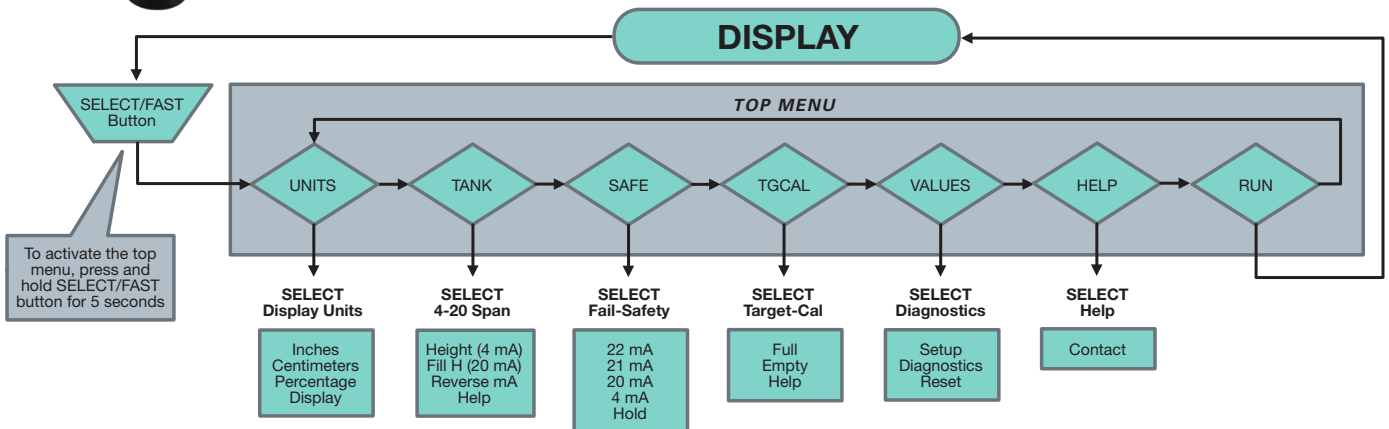 DISPLAY
SELECT/FAST
Button
TOP MENU
UNITS
TANK
SAFE
TGCAL
VALUES
HELP
RUN
To activate the top
menu, press and
hold SELECT/FAST
button for 5 seconds
SELECT
Display Units
Inches
Centimeters
Percentage
Display
SELECT
4-20 Span
Height (4 mA)
Fill H (20 mA)
Reverse mA
Help
SELECT
Fail-Safety
22 mA
21 mA
20 mA
4 mA
Hold
SELECT
Target-Cal
Full
Empty
Help
SELECT
Diagnostics
Setup
Diagnostics
Reset
SELECT
Help
Contact